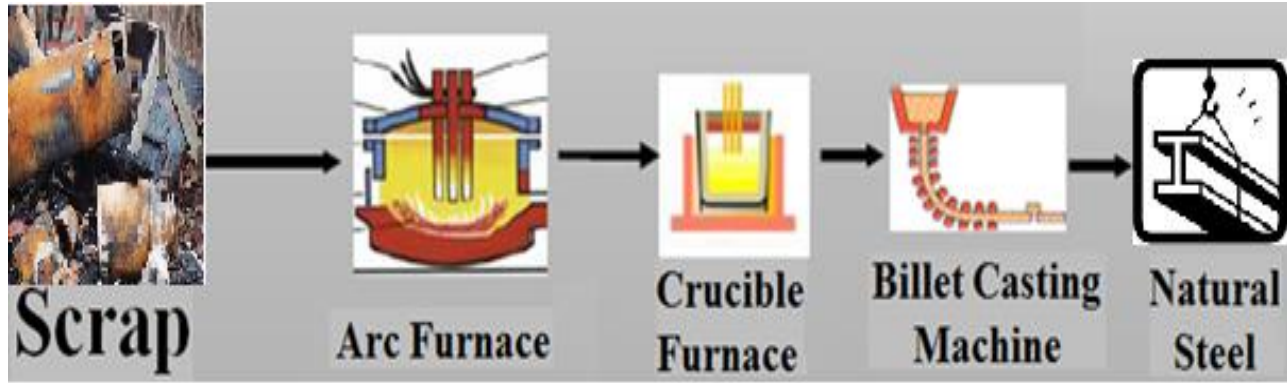 Scrap
Arc Furnace
Crucible
Furnace
Billet Casting
Machine
Natural
Steel